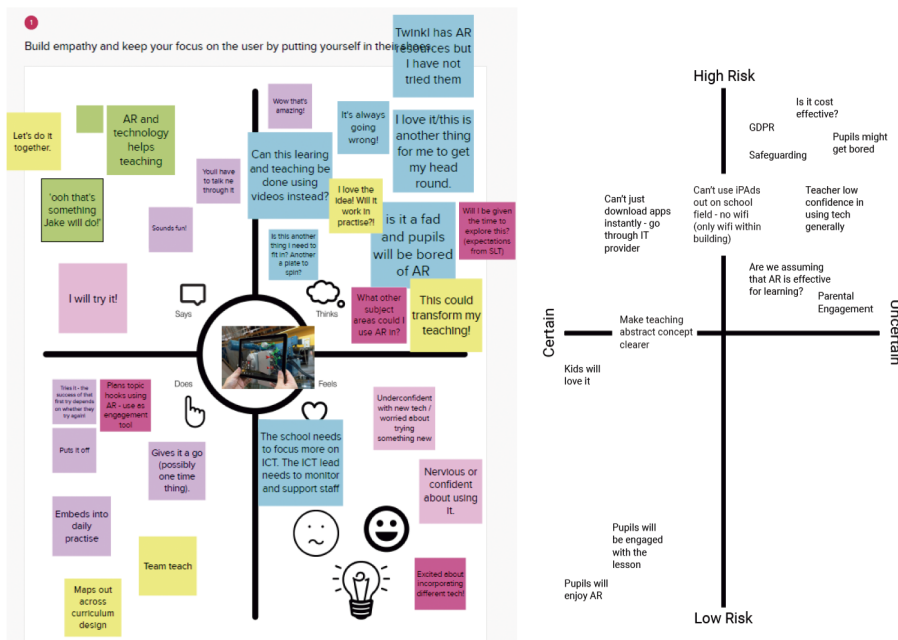 1
Build empathy and keep your focus on the user by putting yourself in their shoes
Twinkl has AR
resources but
I have not
tried them
Let's do it
together.
AR and
technology
helps
teaching
Wow that's
amazing!
It's always
going
wrong!
I love it/this is
another thing
for me to get
my head
round.
Youll have
to talk ne
through it
Can this learing
and teaching be
done using
videos instead?
'ooh that's
something
Jake will do!'
Sounds fun!
I love the
idea! Will it
work in
practise?!
is it a fad
and pupils
will be bored
of AR
Will I be given
the time to
explore this?
(expectations
from SLT)
Is this another
thing I need to
fit in? Another
a plate to
spin?
I will try it!
Says
Thinks
What other
subject
areas could I
use AR in?
This could
transform my
teaching!
Does
Feels
Tries it - the
success of that
first try depends
on whether they
try again!
Plans topic
hooks using
AR - use as
engagement
tool
Puts it off
Gives it a go
(possibly
one time
thing).
Embeds into
daily
practise
Team teach
Maps out
across
curriculum
design
Underconfident
with new tech /
worried about
trying
something new
The school needs
to focus more on
ICT. The ICT lead
needs to monitor
and support staff
Nervous or
confident
about using
it.
Excited about
incorporating
different tech!
High Risk
Is it cost
effective?
GDPR
Pupils might
get bored
Safeguarding
Can't just
download apps
instantly - go
through IT
provider
Can't use iPAds
out on school
field - no wifi
(only wifi within
building)
Teacher low
confidence in
using tech
generally
Are we assuming
that AR is effective
for learning?
Parental
Engagement
Certain
Make teaching
abstract concept
clearer
Uncertain
Kids will
love it
Pupils will
be engaged
with the
lesson
Pupils will
enjoy AR
Low Risk